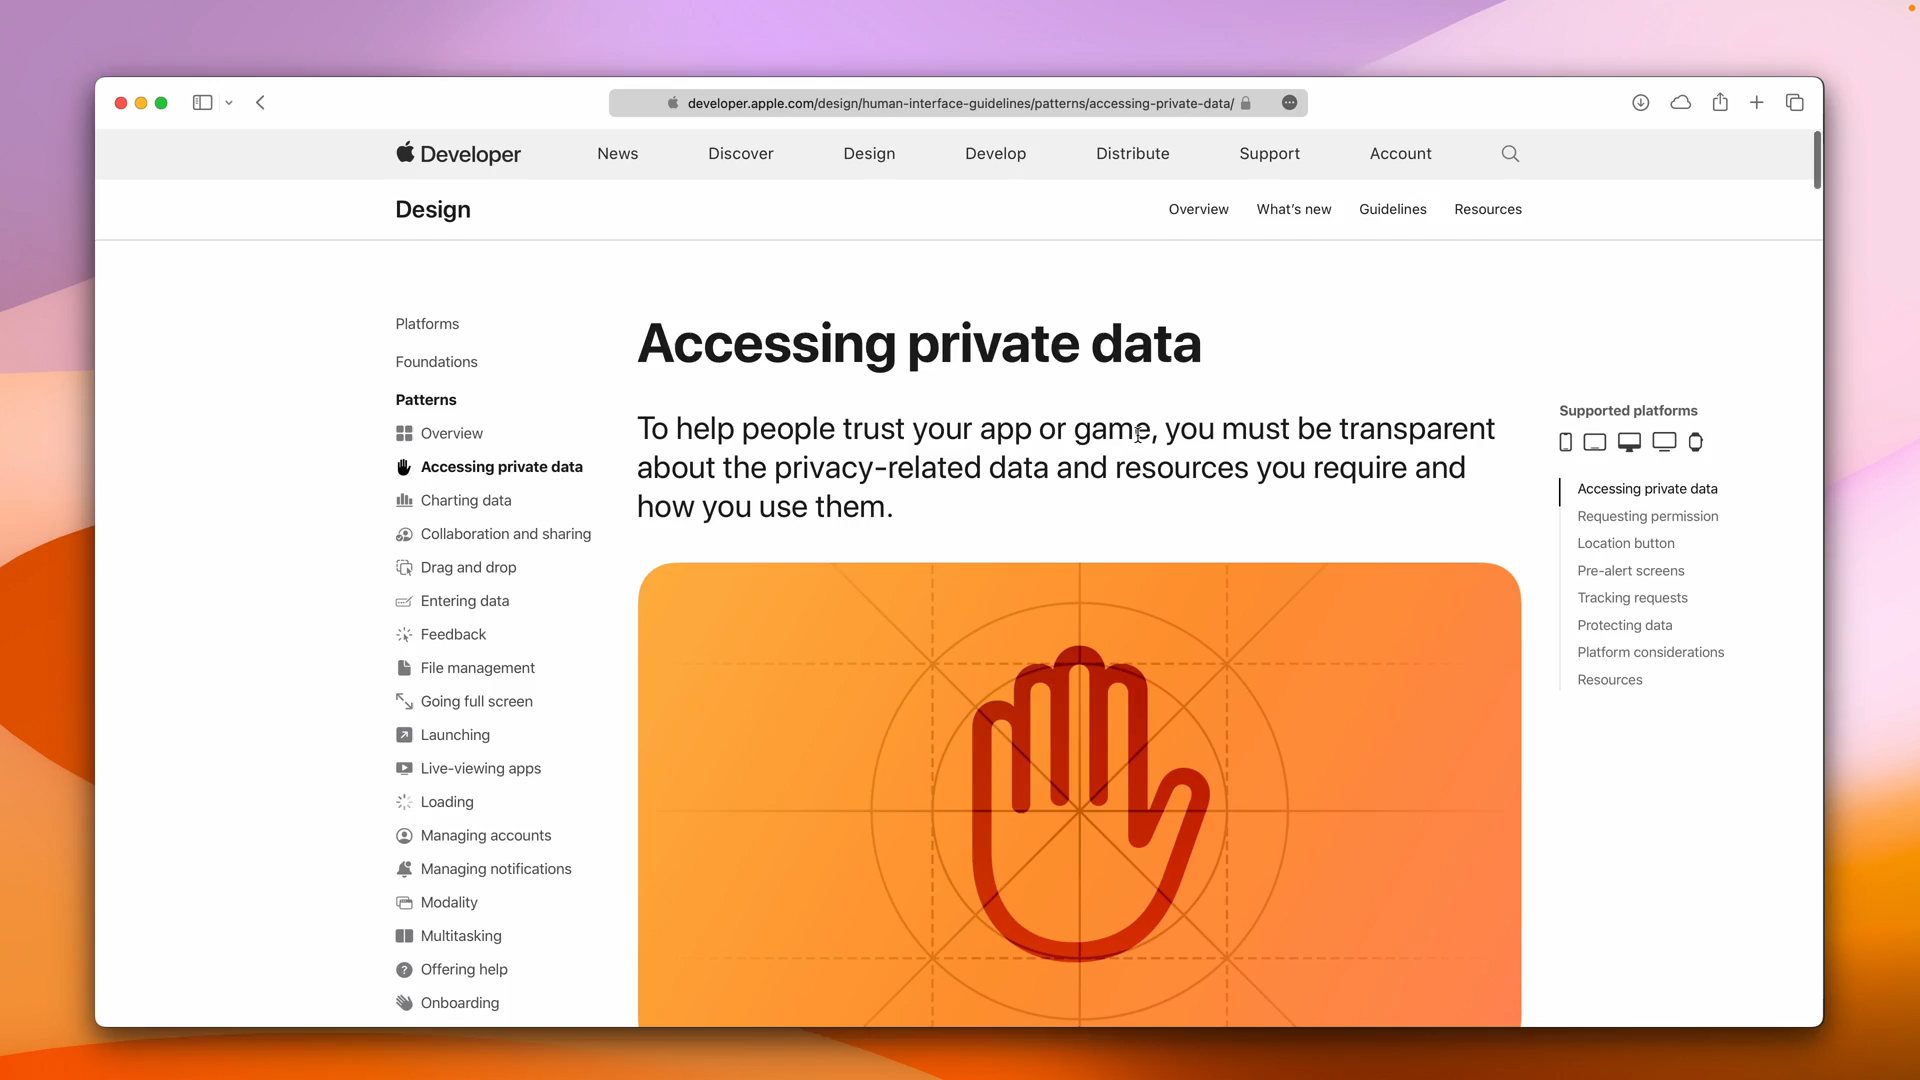 developer.apple.com/design/human-interface-guidelines/patterns/accessing-private-data/
Developer
News
Discover
Design
Develop
Distribute
Support
Account
Design
Overview
What's new
Guidelines
Resources
Platforms
Foundations
Patterns
Overview
Accessing private data
Charting data
Collaboration and sharing
Drag and drop
Entering data
Feedback
File management
Going full screen
Launching
Live-viewing apps
Loading
Managing accounts
Managing notifications
Modality
Multitasking
Offering help
Onboarding
Accessing private data
To help people trust your app or game, you must be transparent
about the privacy-related data and resources you require and
how you use them.
Supported platforms
Accessing private data
Requesting permission
Location button
Pre-alert screens
Tracking requests
Protecting data
Platform considerations
Resources